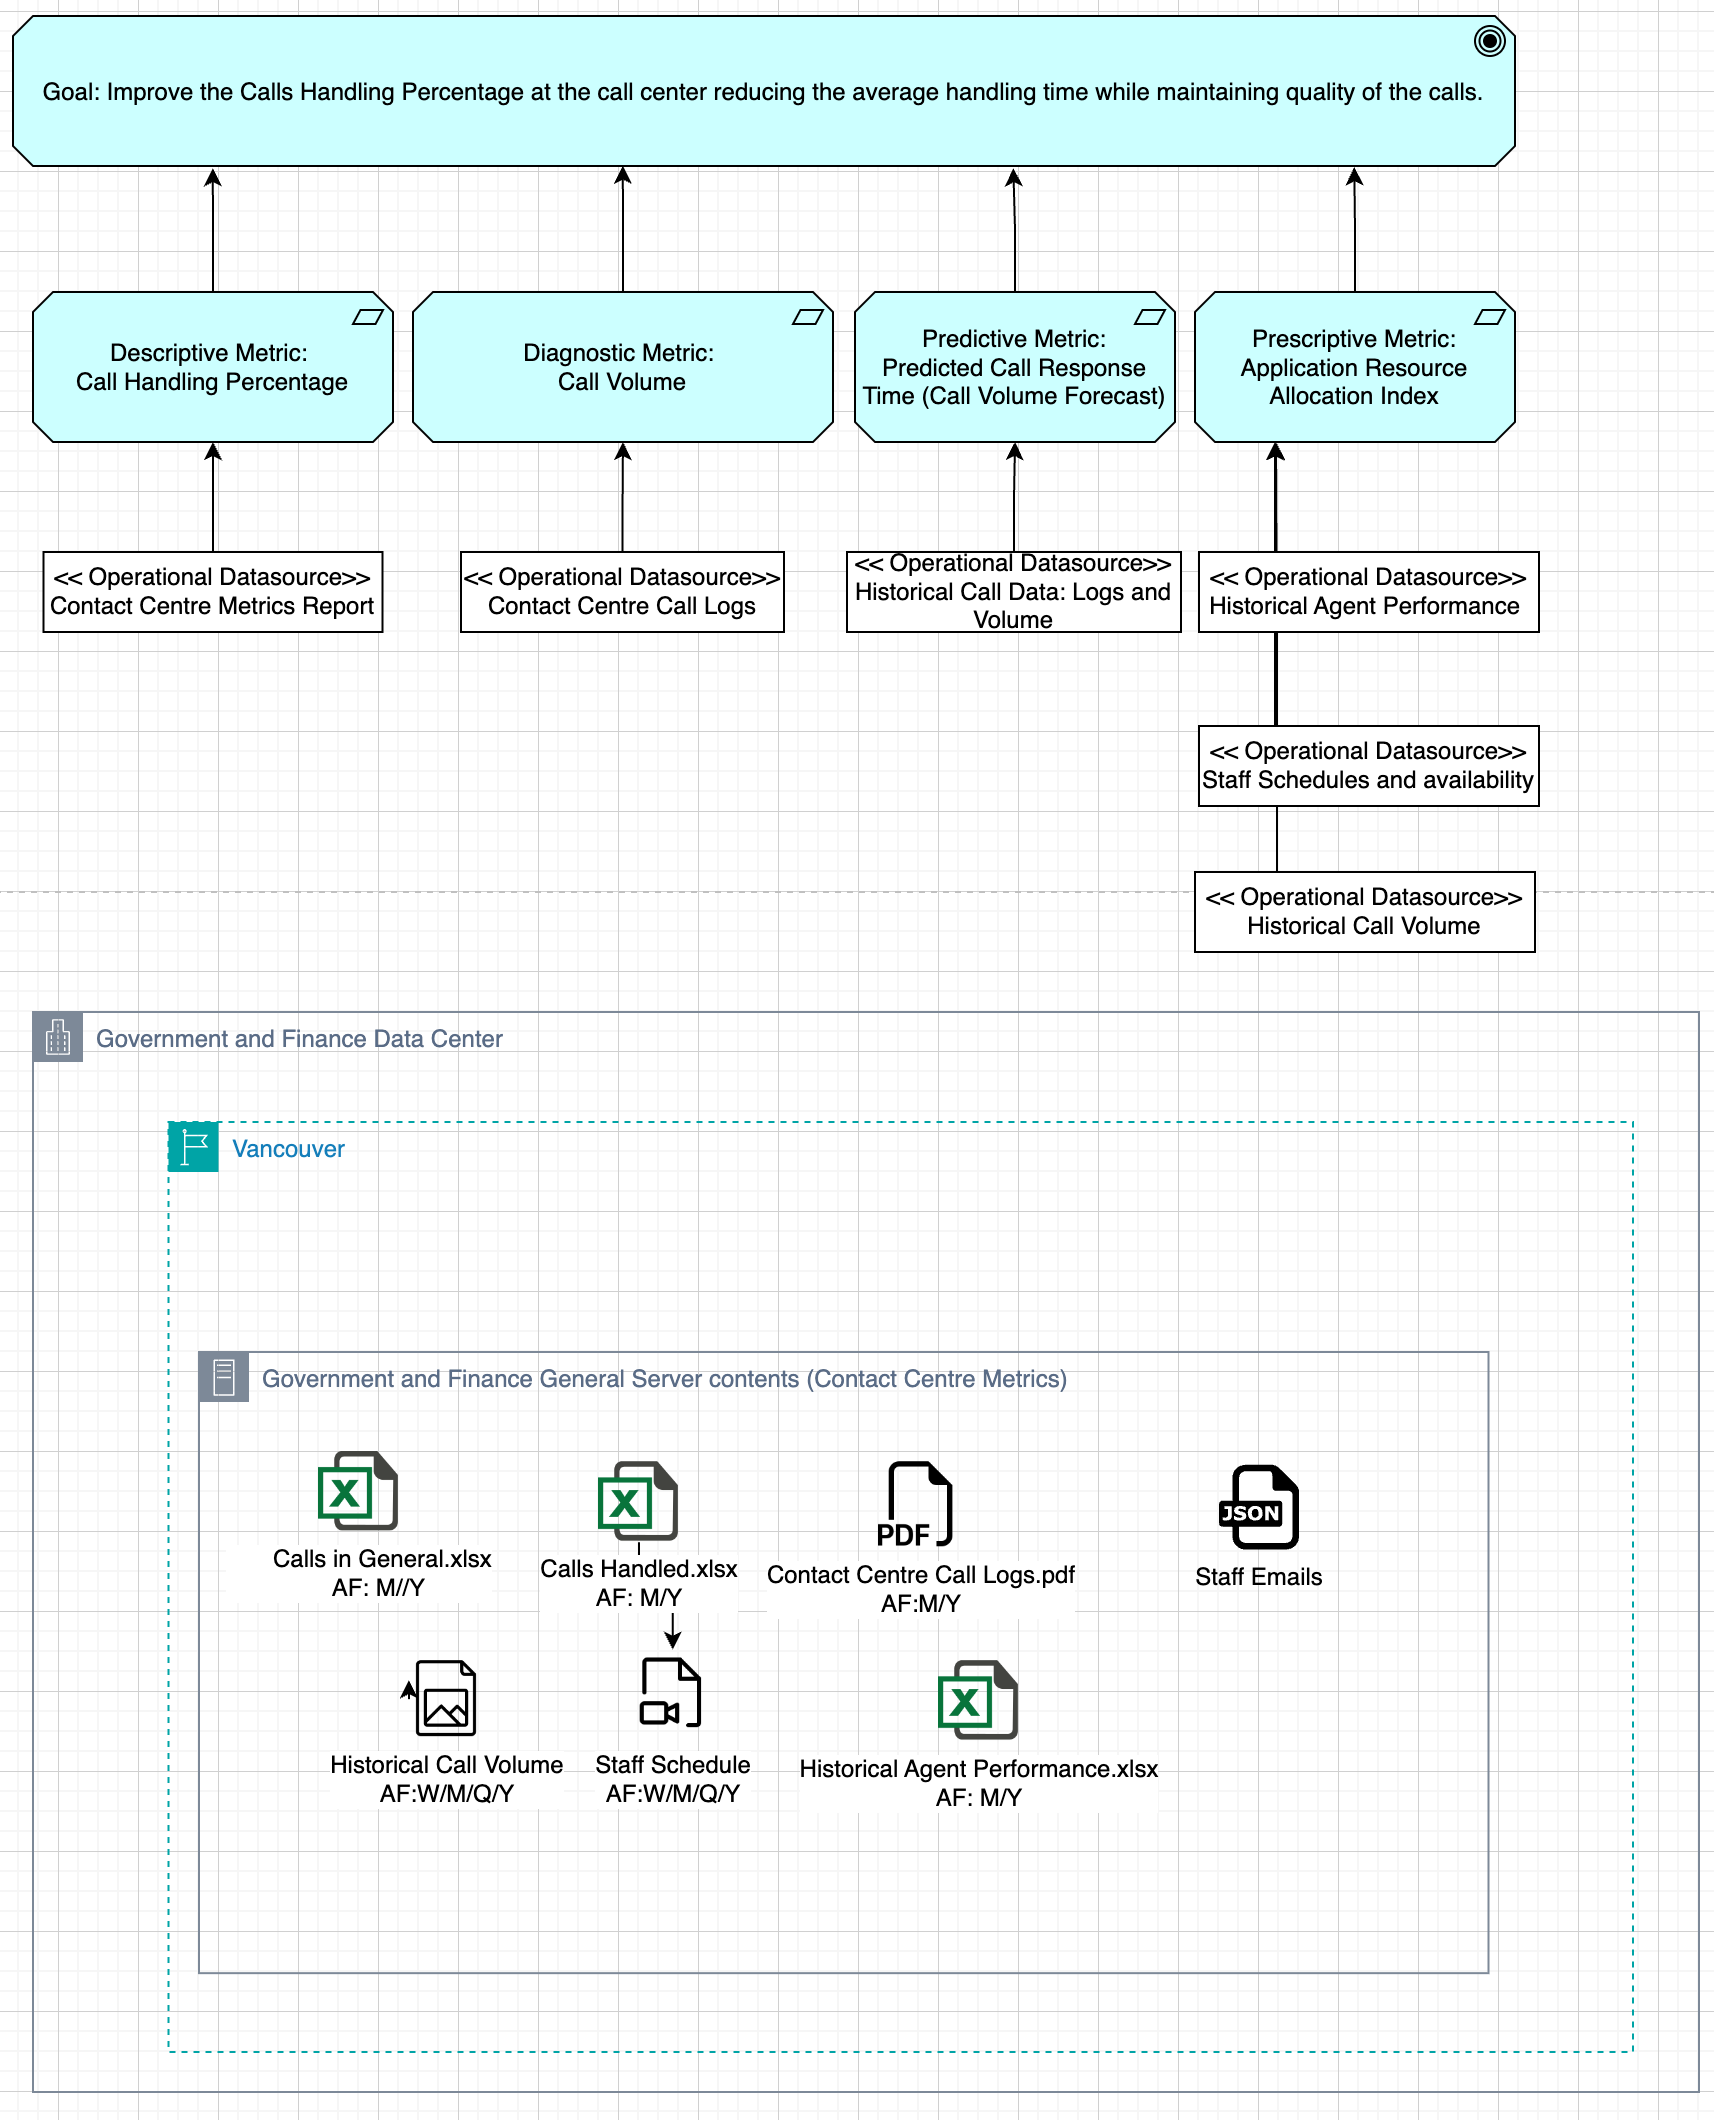 Goal: Improve the Calls Handling Percentage at the call center reducing the average handling time while maintaining quality of the calls.
Descriptive Metric:
Call Handling Percentage
Diagnostic Metric:
Call Volume
Predictive Metric:
Predicted Call Response
Time (Call Volume Forecast)
Prescriptive Metric:
Application Resource
Allocation Index
<< Operational Datasource>>
Contact Centre Metrics Report
<< Operational Datasource>>
Contact Centre Call Logs
<< Operational Datasource>>
Historical Call Data: Logs and
Volume
<< Operational Datasource>>
Historical Agent Performance
<< Operational Datasource>>
Staff Schedules and availability
<< Operational Datasource>>
Historical Call Volume
Government and Finance Data Center
Vancouver
Government and Finance General Server contents (Contact Centre Metrics)
X
Calls in General.xlsx
AF: M//Y
X
Calls Handled.xlsx
AF: M/Y
PDF
Contact Centre Call Logs.pdf
AF:M/Y
JSON
Staff Emails
Historical Call Volume
AF:W/M/Q/Y
Staff Schedule
AF:W/M/Q/Y
X
Historical Agent Performance.xlsx
AF: M/Y